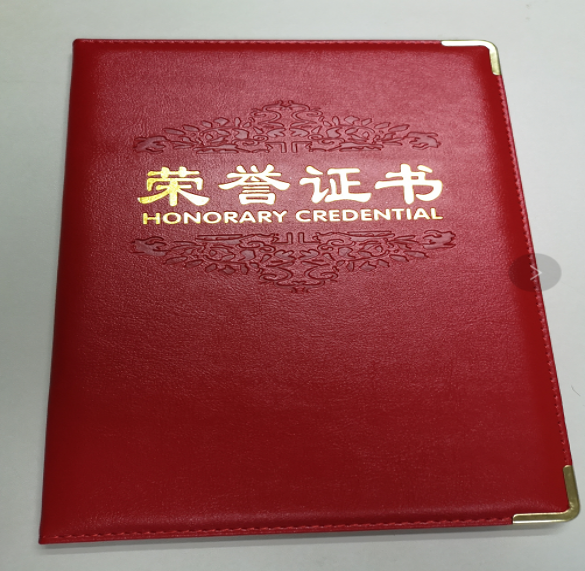 荣誉证书
HONORARY CREDENTIAL